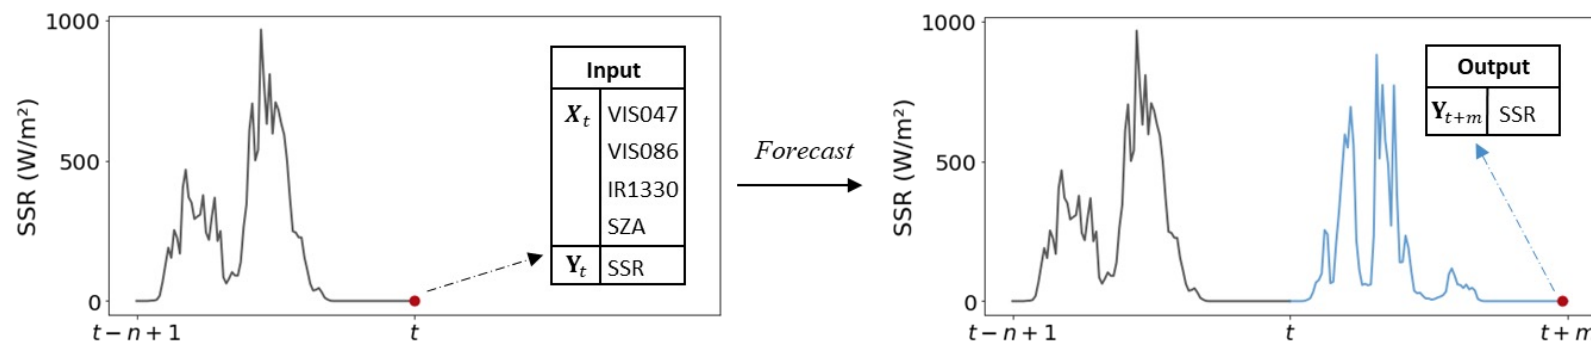 1000
500
0
SSR (W/m²)
t − n + 1
t
Input
X_t VIS047
VIS086
IR1330
SZA
Y_t SSR
Forecast
1000
500
0
SSR (W/m²)
t − n + 1
t
t + m
Output
Y_{t+m} SSR